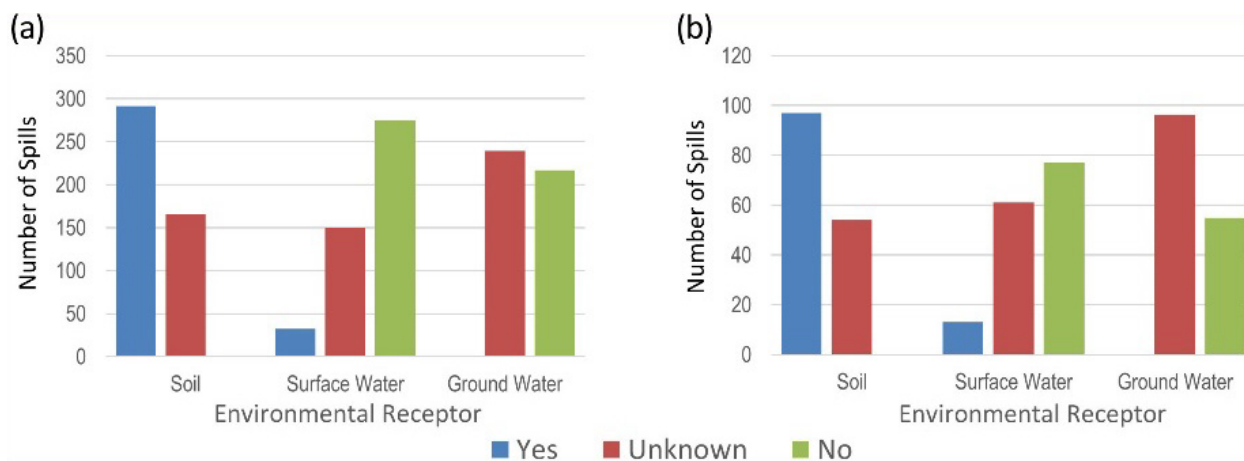 (a)
Number of Spills
350
300
250
200
150
100
50
0
Soil
Surface Water
Ground Water
Environmental Receptor
(b)
Number of Spills
120
100
80
60
40
20
0
Soil
Surface Water
Ground Water
Environmental Receptor
Yes
Unknown
No